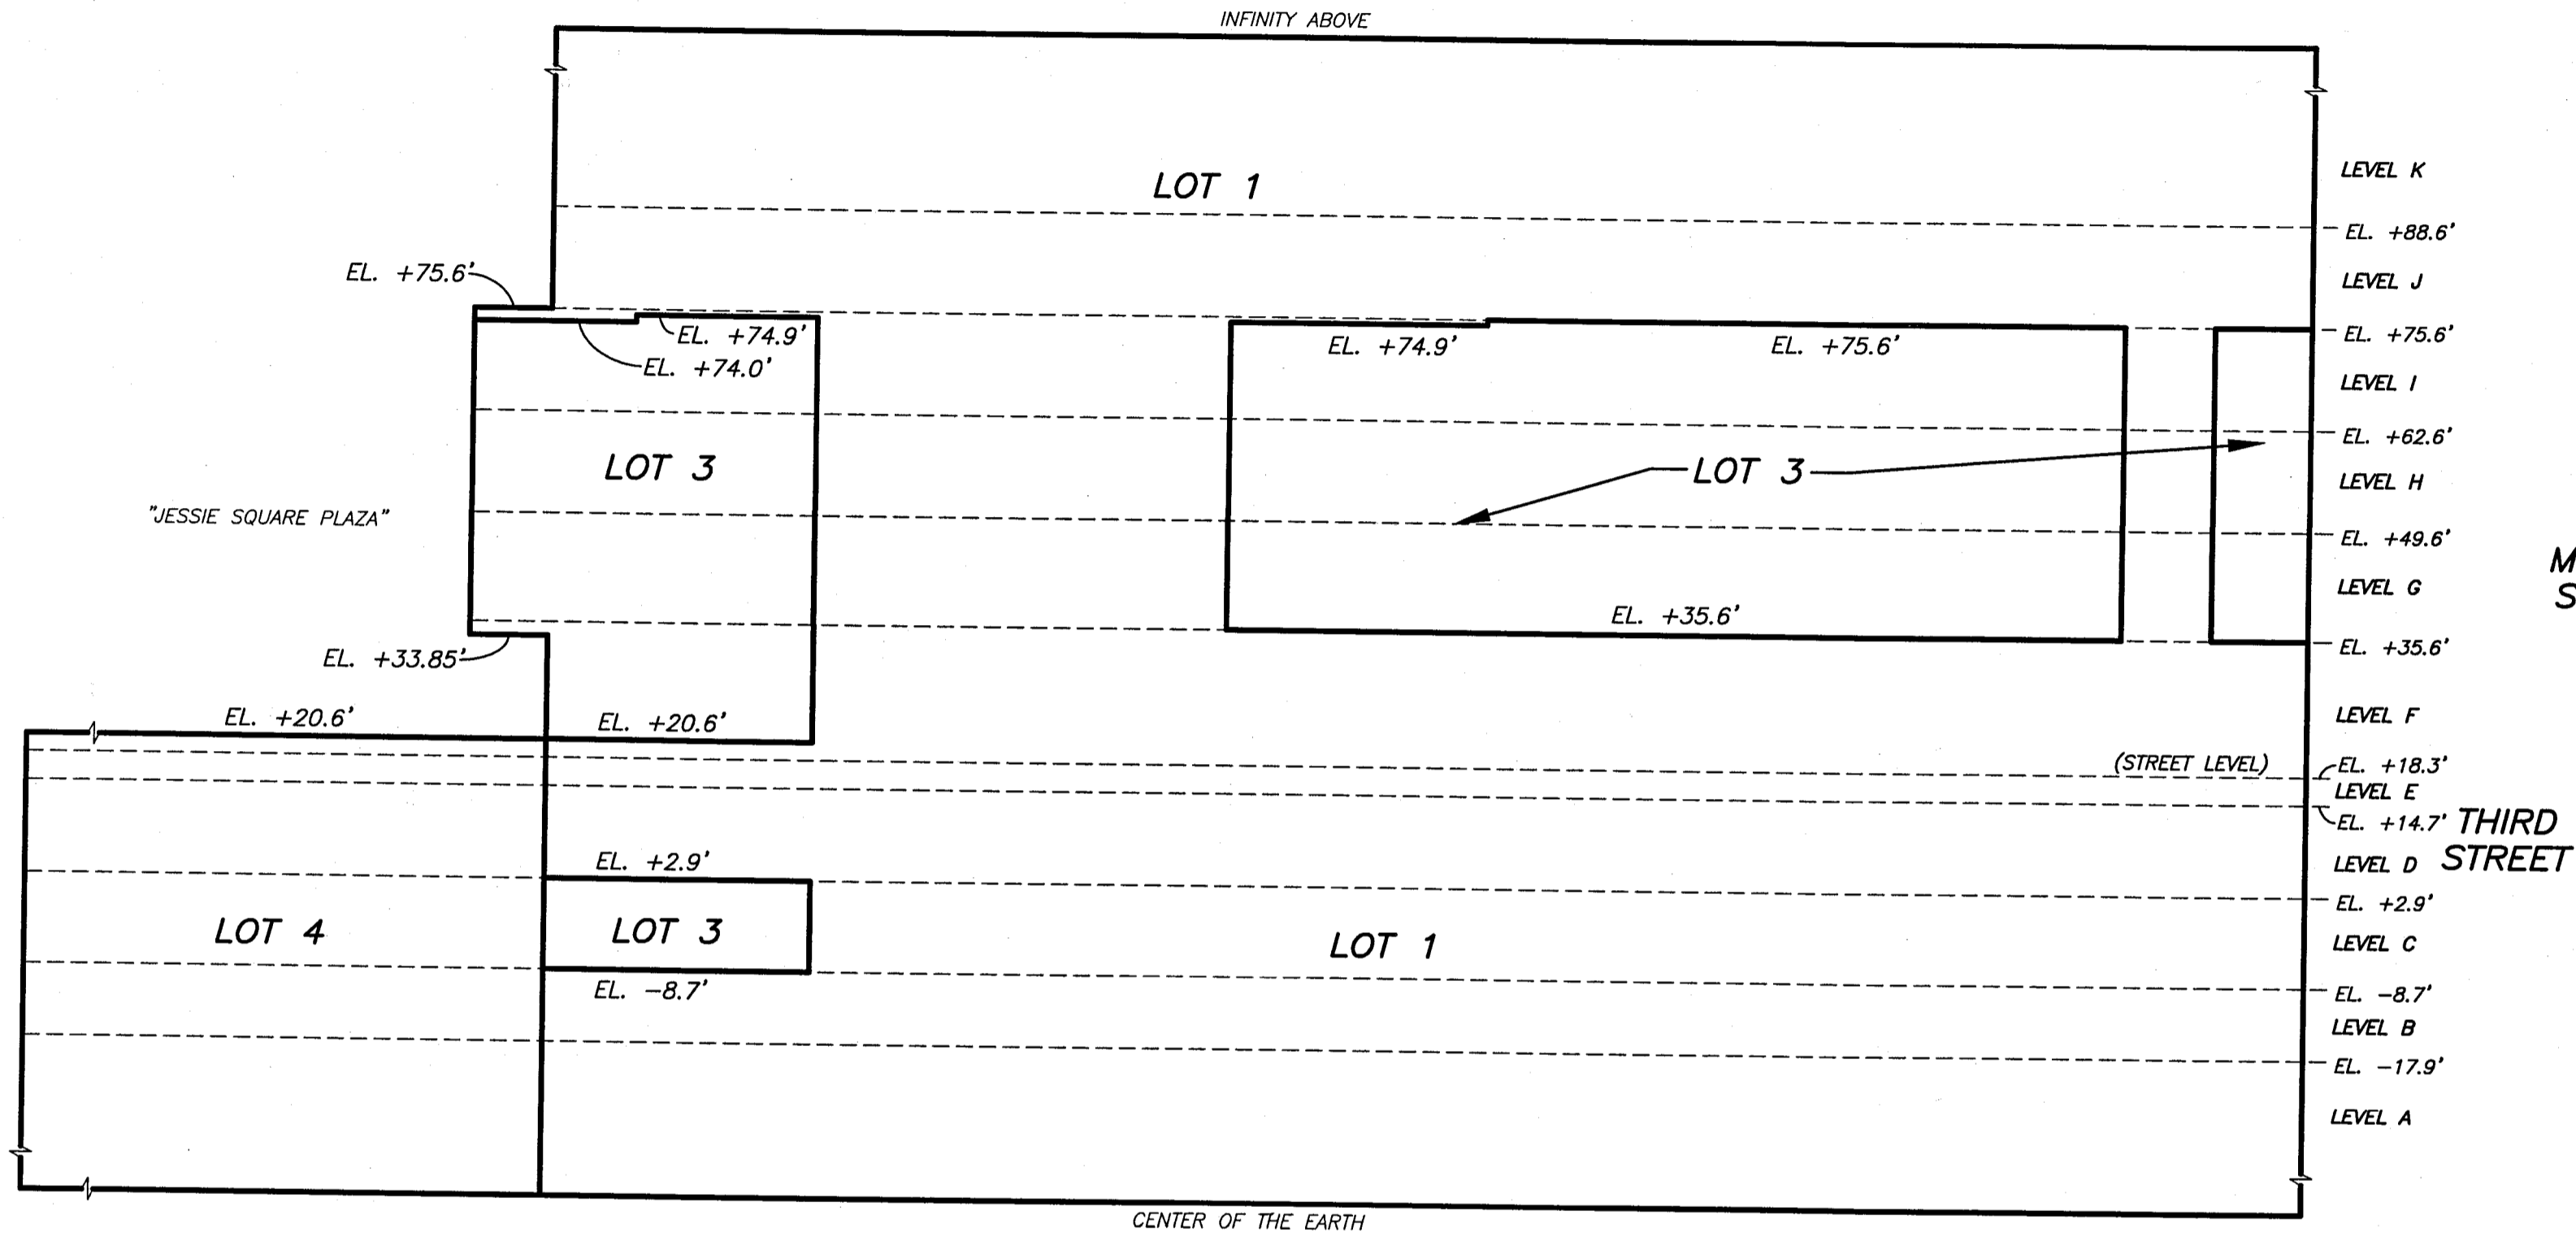 INFINITY ABOVE
LEVEL K
LOT 1
EL. +88.6'
EL. +75.6'
LEVEL J
EL. +74.9'
EL. +74.0'
EL. +74.9'
EL. +75.6'
EL. +75.6'
LEVEL I
EL. +62.6'
LOT 3
LOT 3
LEVEL H
"JESSIE SQUARE PLAZA"
EL. +49.6'
M
S
LEVEL G
EL. +35.6'
EL. +33.85'
EL. +35.6'
EL. +20.6'
EL. +20.6'
LEVEL F
(STREET LEVEL)
EL. +18.3'
LEVEL E
EL. +14.7'
THIRD
STREET
EL. +2.9'
LEVEL D
EL. +2.9'
LOT 4
LOT 3
LOT 1
LEVEL C
EL. -8.7'
EL. -8.7'
LEVEL B
EL. -17.9'
LEVEL A
CENTER OF THE EARTH